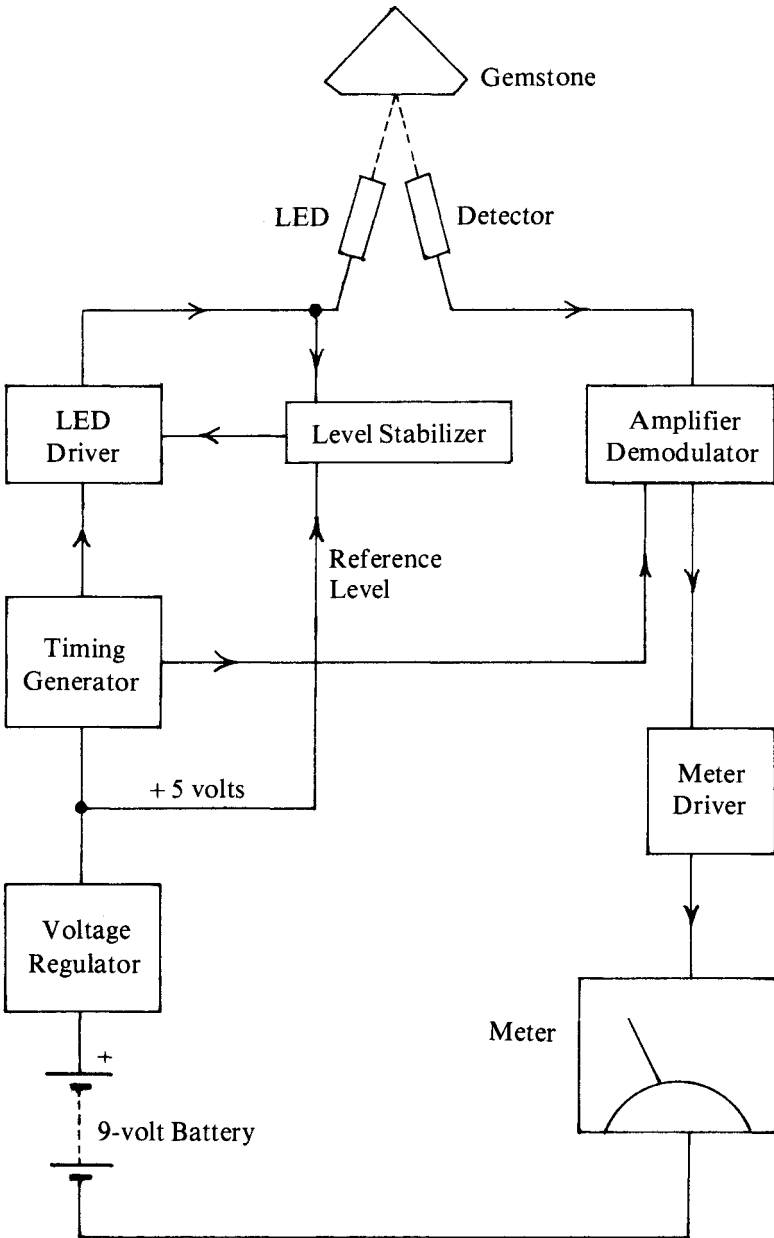 Gemstone
LED
Detector
LED
Driver
Level Stabilizer
Amplifier
Demodulator
Reference
Level
Timing
Generator
+ 5 volts
Meter
Driver
Voltage
Regulator
Meter
+
9-volt Battery